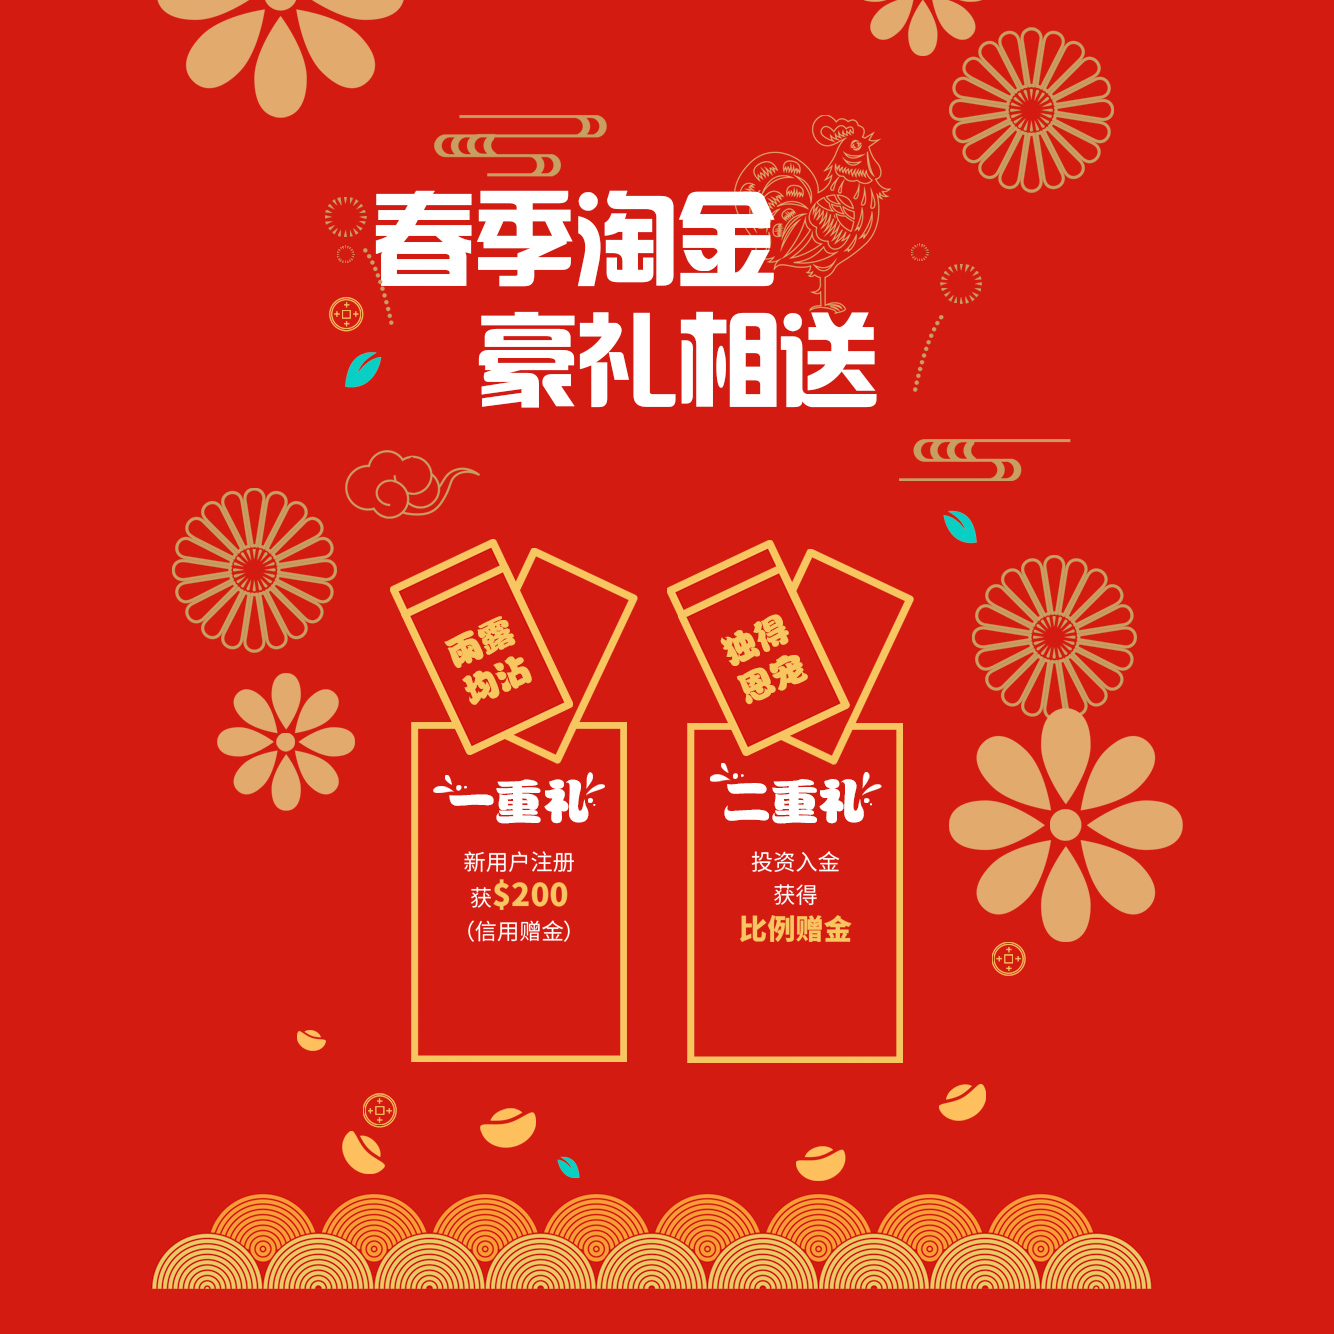 春季淘金
豪礼相送
雨露
均沾
一重礼
新用户注册
获$200
(信用赠金)
独得
恩宠
二重礼
投资入金
获得
比例赠金